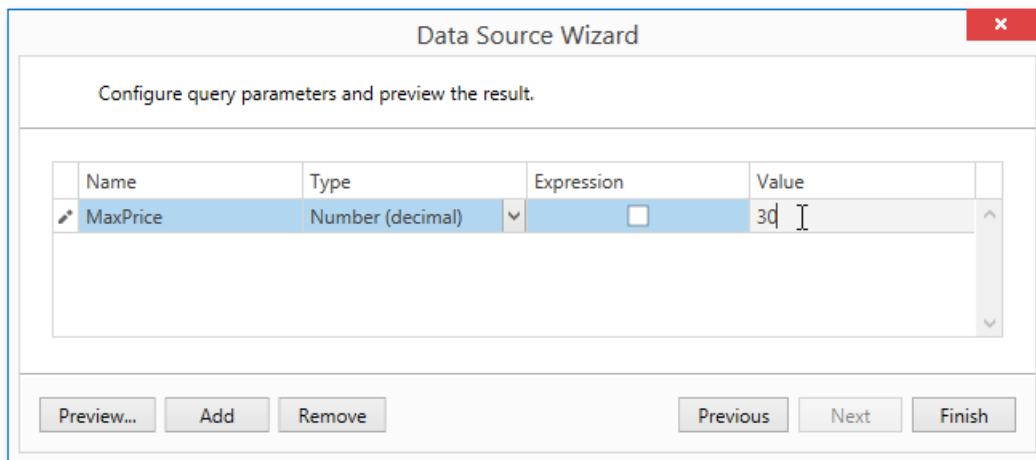 Data Source Wizard
Configure query parameters and preview the result.
Name Type Expression Value
MaxPrice Number (decimal) 30
Preview... Add Remove Previous Next Finish